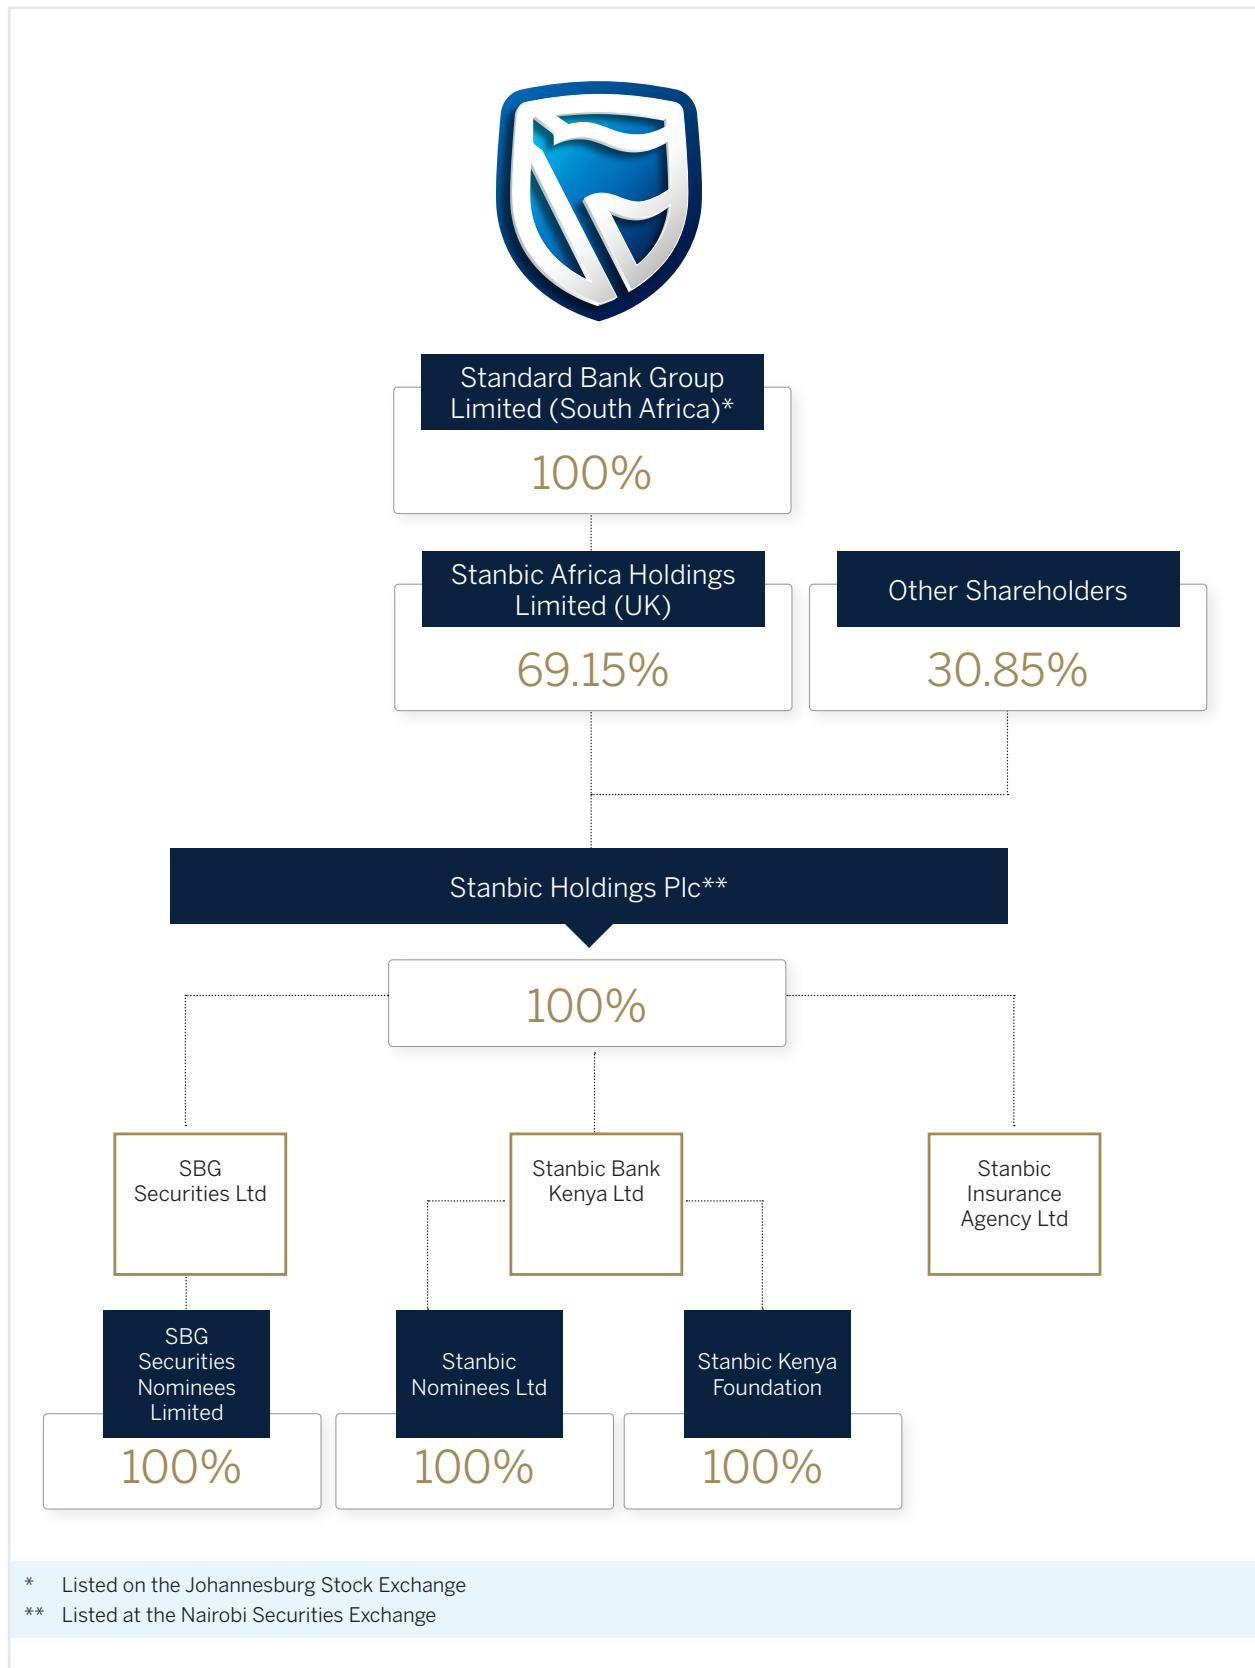 Standard Bank Group
Limited (South Africa)*
100%
Stanbic Africa Holdings
Limited (UK)
69.15%
Other Shareholders
30.85%
Stanbic Holdings Plc**
100%
SBG
Securities Ltd
Stanbic Bank
Kenya Ltd
Stanbic
Insurance
Agency Ltd
SBG
Securities
Nominees
Limited
100%
Stanbic
Nominees Ltd
100%
Stanbic Kenya
Foundation
100%
* Listed on the Johannesburg Stock Exchange
** Listed at the Nairobi Securities Exchange